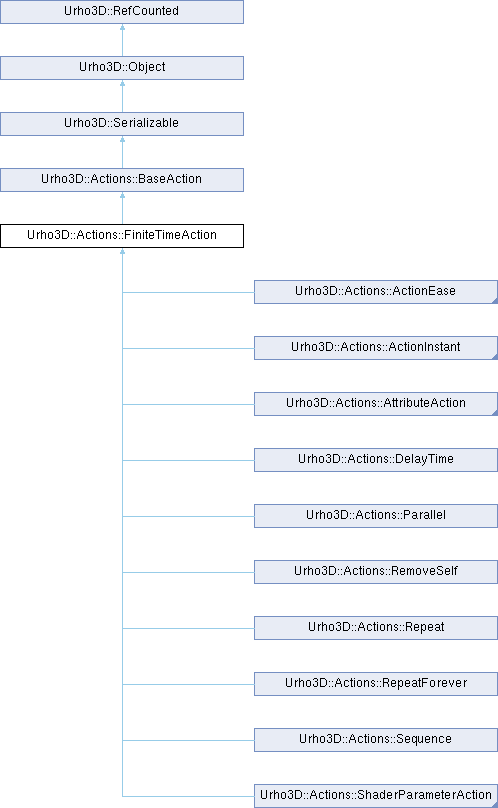 Urho3D::RefCounted
Urho3D::Object
Urho3D::Serializable
Urho3D::Actions::BaseAction
Urho3D::Actions::FiniteTimeAction
Urho3D::Actions::ActionEase
Urho3D::Actions::ActionInstant
Urho3D::Actions::AttributeAction
Urho3D::Actions::DelayTime
Urho3D::Actions::Parallel
Urho3D::Actions::RemoveSelf
Urho3D::Actions::Repeat
Urho3D::Actions::RepeatForever
Urho3D::Actions::Sequence
Urho3D::Actions::ShaderParameterAction